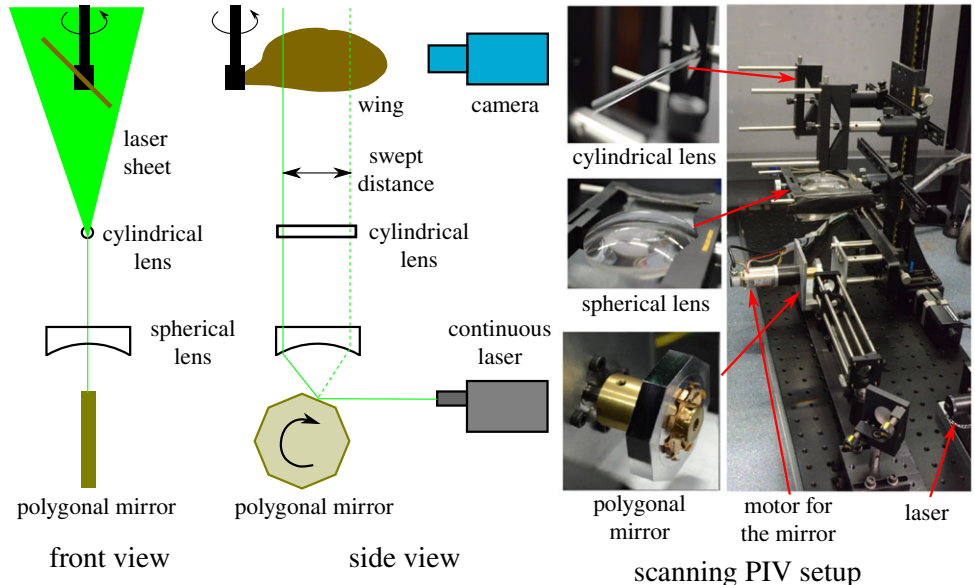 laser
sheet
cylindrical
lens
spherical
lens
polygonal mirror
front view
wing
camera
swept
distance
cylindrical
lens
continuous
laser
polygonal mirror
side view
cylindrical lens
spherical lens
polygonal
mirror
motor for
the mirror
laser
scanning PIV setup